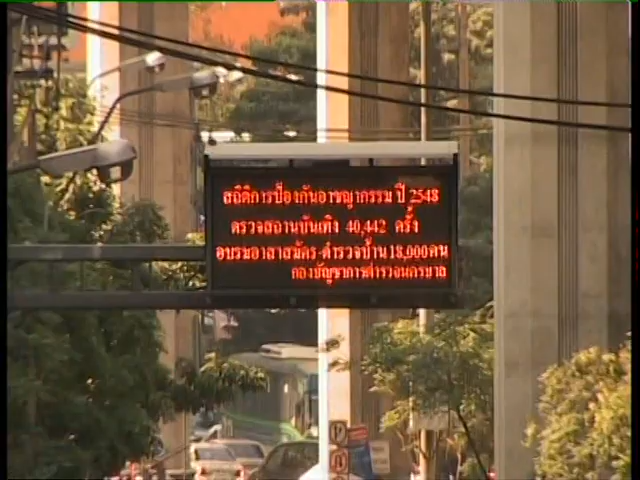 สถิติการป้องกันอาชญากรรม ปี 2548
ตรวจสถานบันเทิง 40,442 ครั้ง
อบรมอาสาสมัคร-ตำรวจบ้าน 18,000 คน
กองบัญชาการตำรวจนครบาล